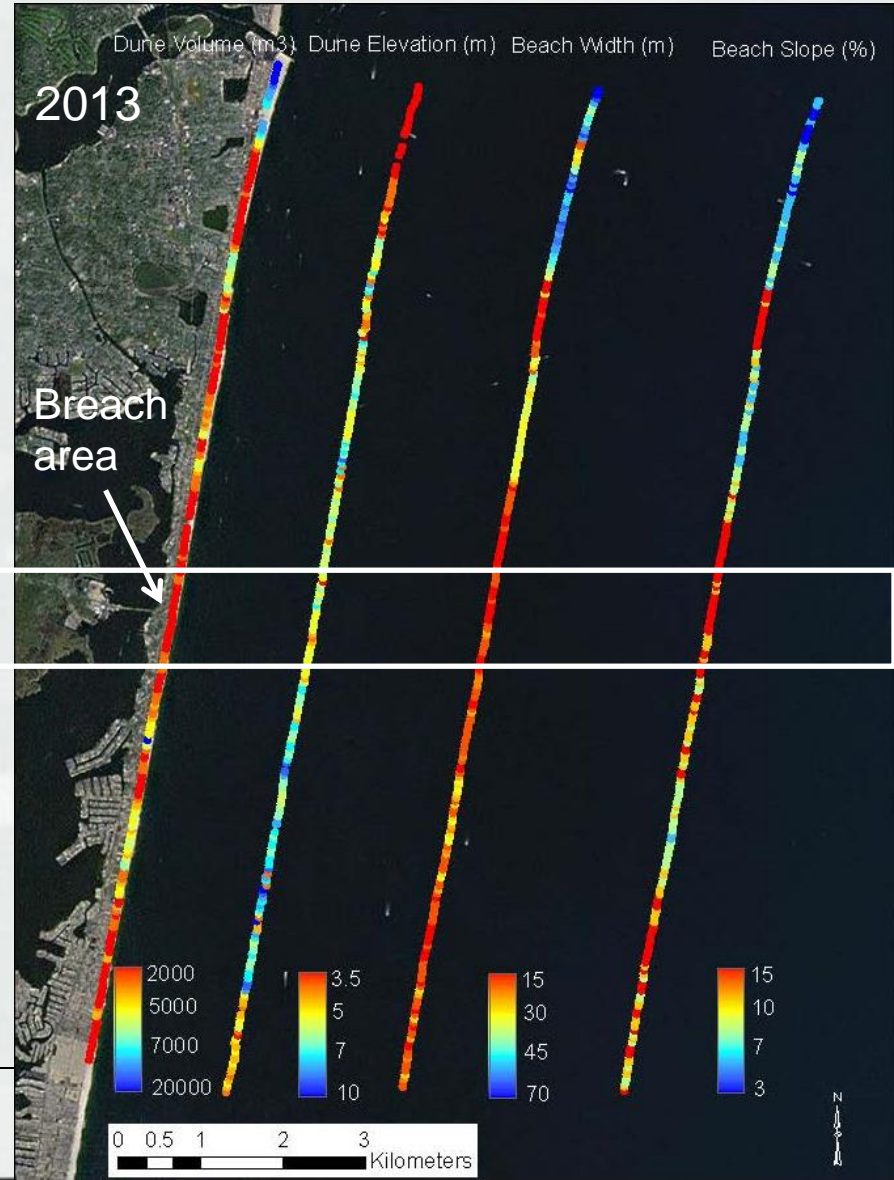 Dune Volume (m3) Dune Elevation (m) Beach Width (m) Beach Slope (%)
2013
Breach
area
2000 3.5 15 15
5000 5 30 10
7000 7 45 7
20000 10 70 3
N
0 0.5 1 2 3
Kilometers